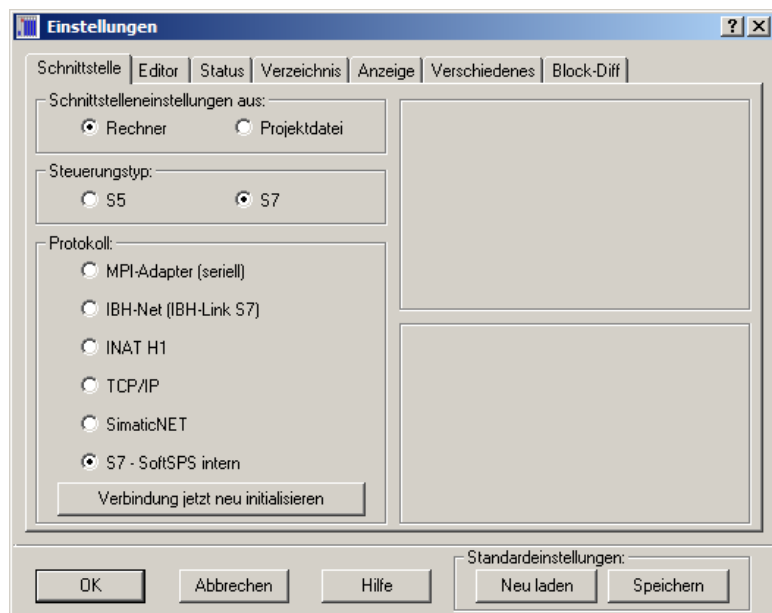 Einstellungen
Schnittstelle Editor Status Verzeichnis Anzeige Verschiedenes Block-Diff
Schnittstelleneinstellungen aus:
Rechner Projektdatei
Steuerungstyp:
S5 S7
Protokoll:
MPI-Adapter (seriell)
IBH-Net (IBH-Link S7)
INAT H1
TCP/IP
SimaticNET
S7 - SoftSPS intern
Verbindung jetzt neu initialisieren
Standardeinstellungen:
OK Abbrechen Hilfe Neu laden Speichern